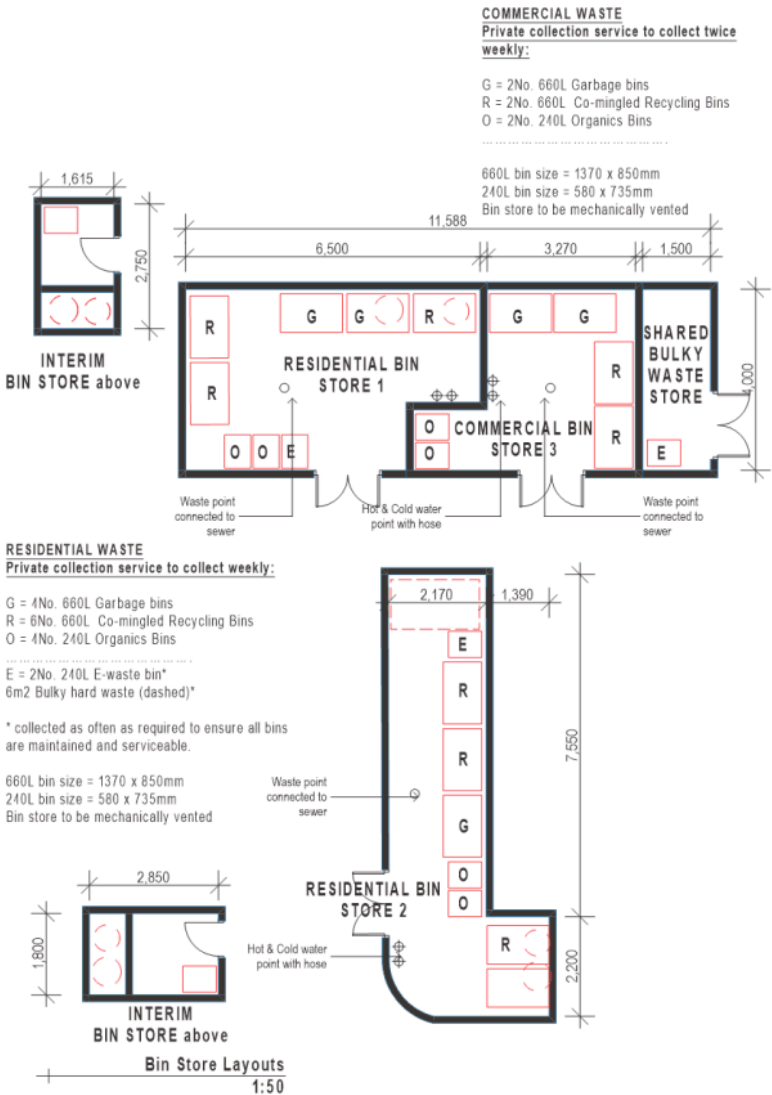 COMMERCIAL WASTE
Private collection service to collect twice
weekly:
G = 2No. 660L Garbage bins
R = 2No. 660L Co-mingled Recycling Bins
O = 2No. 240L Organics Bins
660L bin size = 1370 x 850mm
240L bin size = 580 x 735mm
Bin store to be mechanically vented
1,615
2,750
INTERIM
BIN STORE above
11,588
6,500
3,270
1,500
R
G
G
R
G
G
R
R
O
O
E
RESIDENTIAL BIN
STORE 1
O
O
COMMERCIAL BIN
STORE 3
R
R
SHARED
BULKY
WASTE
STORE
E
4,000
Waste point
connected to
sewer
Hot & Cold water
point with hose
Waste point
connected to
sewer
RESIDENTIAL WASTE
Private collection service to collect weekly:
G = 4No. 660L Garbage bins
R = 6No. 660L Co-mingled Recycling Bins
O = 4No. 240L Organics Bins
E = 2No. 240L E-waste bin*
6m2 Bulky hard waste (dashed)*
* collected as often as required to ensure all bins
are maintained and serviceable.
660L bin size = 1370 x 850mm
240L bin size = 580 x 735mm
Bin store to be mechanically vented
2,170
1,390
E
R
R
G
O
O
R
7,550
2,200
Waste point
connected to
sewer
RESIDENTIAL BIN
STORE 2
Hot & Cold water
point with hose
2,850
1,800
INTERIM
BIN STORE above
Bin Store Layouts
1:50